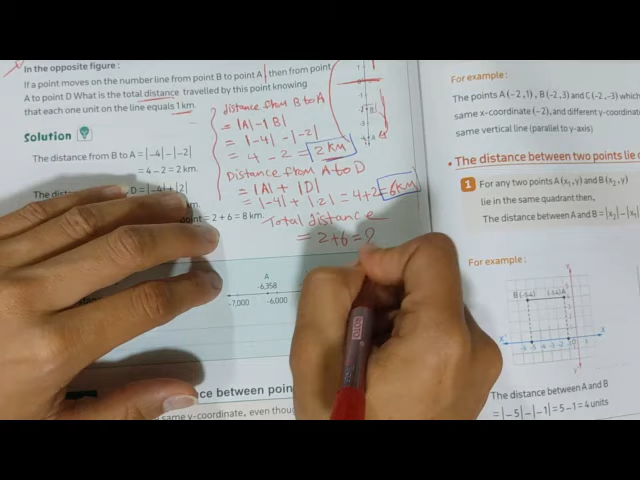 In the opposite figure :
If a point moves on the number line from point B to point A, then from point
A to point D What is the total distance travelled by this point knowing
that each one unit on the line equals 1 km.
Solution
The distance from B to A = |−4| − |−2|
= 4 − 2 = 2 km.
The distance from A to D = |−4| + |2|
point = 2 + 6 = 8 km.
distance from B to A
= |A| − |B|
= |−4| − |−2|
= 4 − 2 = 2 km
Distance from A to D
= |A| + |D|
= |−4| + |2| = 4+2 = 6 km
Total distance
= 2+6 =
A
−6,358
−7,000
−6,000
ce between poin
same y-coordinate, even thou
For example:
The points A (−2 ,1) , B (−2 ,3) and C (−2 ,−3) which
same x-coordinate (−2), and different y-coordinate
same vertical line (parallel to y-axis)
• The distance between two points lie
1 For any two points A (x₁ ,y) and B (x₂ ,y)
lie in the same quadrant then,
The distance between A and B = |x₂| − |x₁
For example:
The distance between A and B
= |−5| − |−1| = 5 − 1 = 4 units